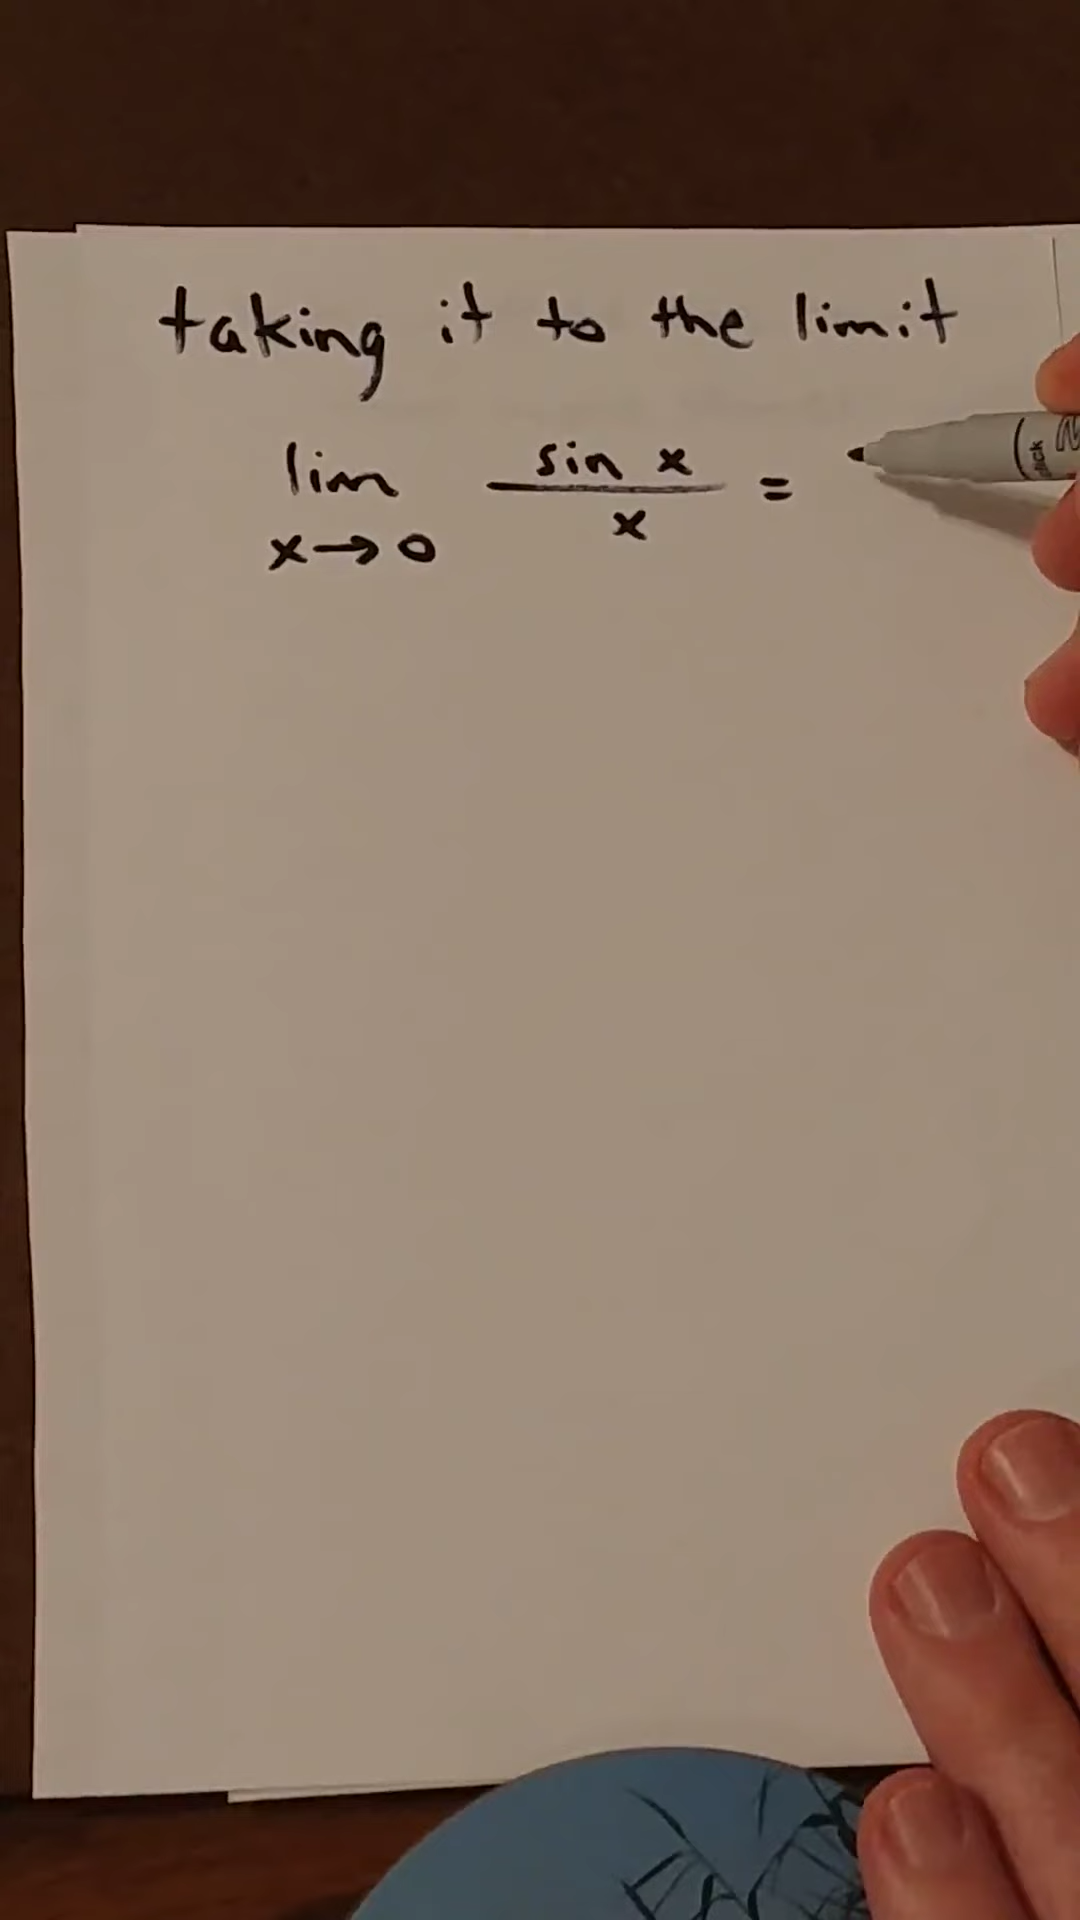 taking it to the limit
lim sin x / x =
x → 0